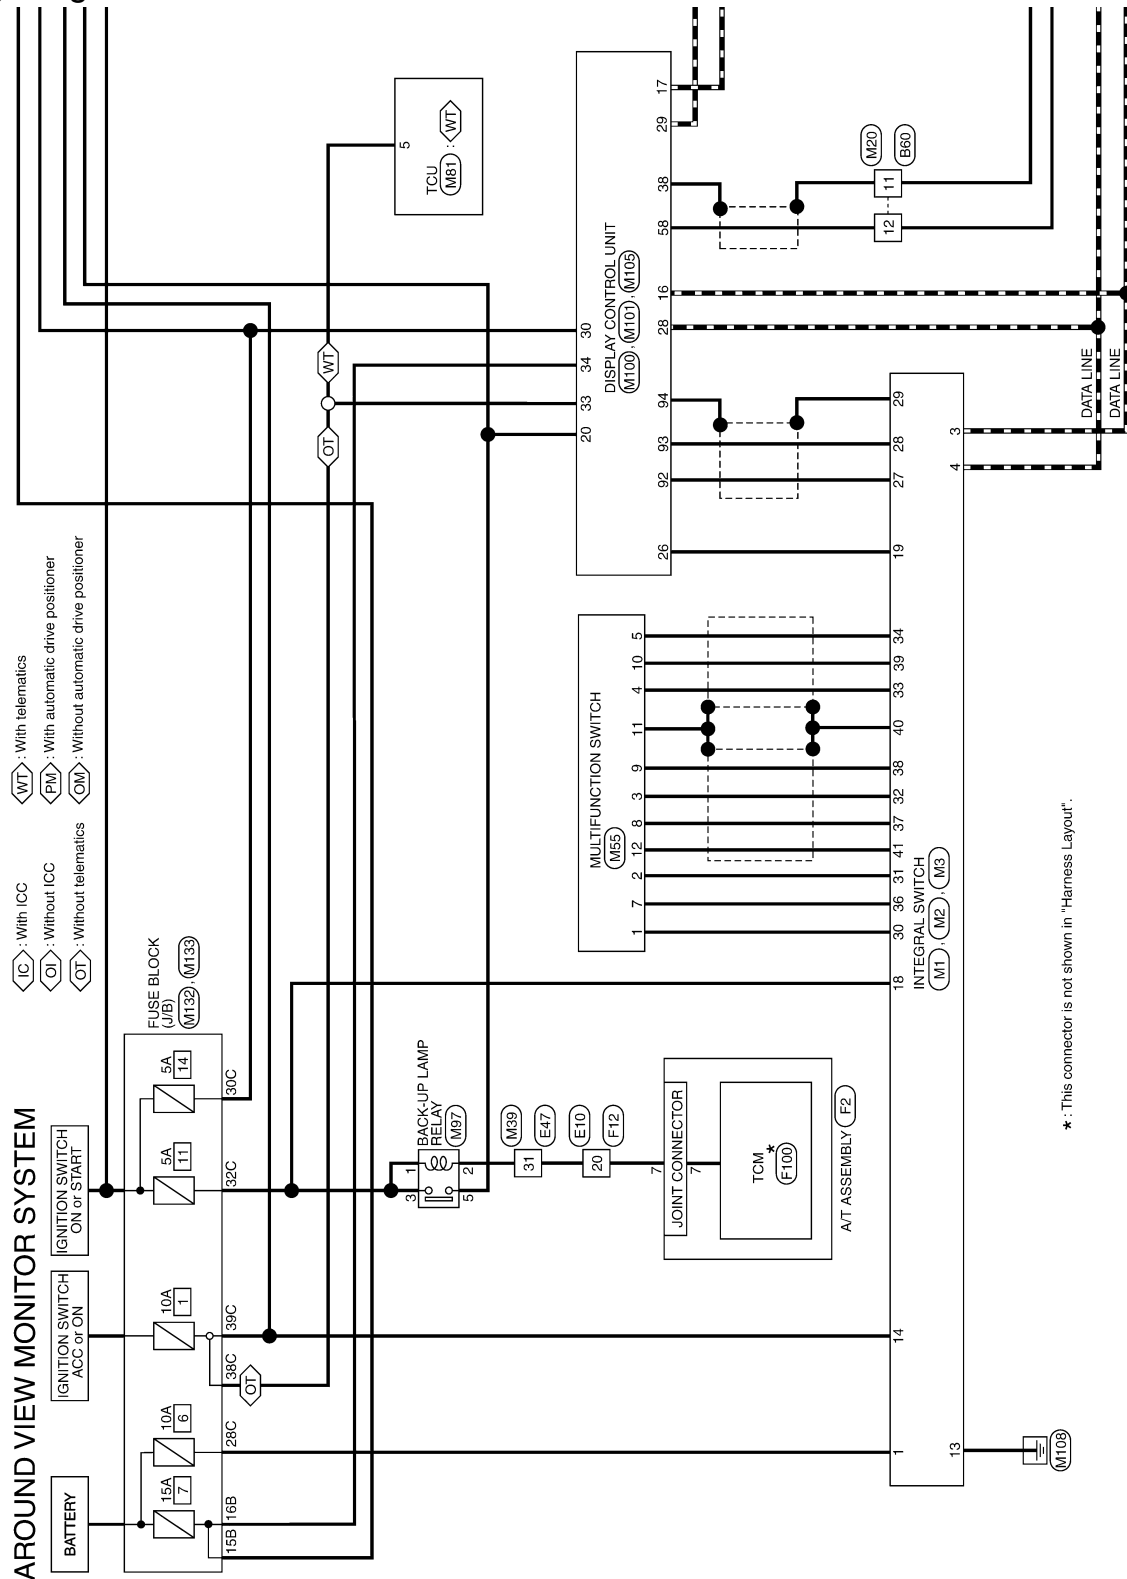 AROUND VIEW MONITOR SYSTEM
BATTERY
IGNITION SWITCH
ACC or ON
IGNITION SWITCH
ON or START
IC : With ICC
OI : Without ICC
OT : Without telematics
WT : With telematics
PM : With automatic drive positioner
OM : Without automatic drive positioner
FUSE BLOCK
(J/B)
M132 , M133
15A
7
10A
6
10A
1
5A
11
5A
14
15B
16B
28C
38C
39C
32C
30C
OT
OT
WT
TCU
M81 : WT
5
BACK-UP LAMP
RELAY
M97
3
1
5
2
M39
31
E47
E10
20
F12
7
JOINT CONNECTOR
7
TCM
*
F100
A/T ASSEMBLY F2
MULTIFUNCTION SWITCH
M55
1
7
2
12
8
3
9
11
4
10
5
DISPLAY CONTROL UNIT
M100 , M101 , M105
20
33
34
30
26
92
93
94
28
16
58
38
29
17
12
11
M20
B60
1
14
18
30
36
31
41
37
32
38
40
33
39
34
19
27
28
29
INTEGRAL SWITCH
M1 , M2 , M3
13
4
3
M108
DATA LINE
DATA LINE
* : This connector is not shown in "Harness Layout".